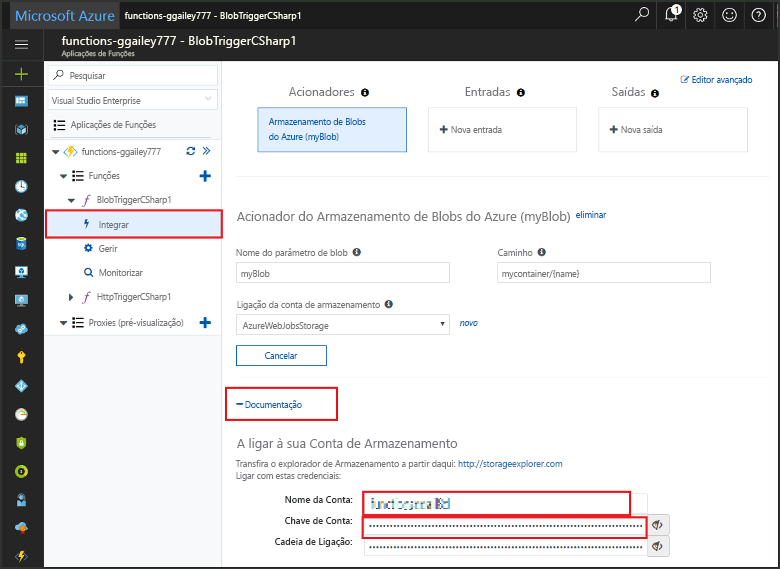 Microsoft Azure functions-ggailey777 - BlobTriggerCSharp1
1
functions-ggailey777 - BlobTriggerCSharp1
Aplicações de Funções
Pesquisar
Visual Studio Enterprise
Aplicações de Funções
functions-ggailey777
Funções
BlobTriggerCSharp1
Integrar
Gerir
Monitorizar
HttpTriggerCSharp1
Proxies (pré-visualização)
Editor avançado
Acionadores
Entradas
Saídas
Armazenamento de Blobs
do Azure (myBlob)
Nova entrada
Nova saída
Acionador do Armazenamento de Blobs do Azure (myBlob) eliminar
Nome do parâmetro de blob
Caminho
myBlob
mycontainer/{name}
Ligação da conta de armazenamento
AzureWebJobsStorage
novo
Cancelar
Documentação
A ligar à sua Conta de Armazenamento
Transfira o explorador de Armazenamento a partir daqui: http://storageexplorer.com
Ligar com estas credenciais:
Nome da Conta:
Chave de Conta:
Cadeia de Ligação: